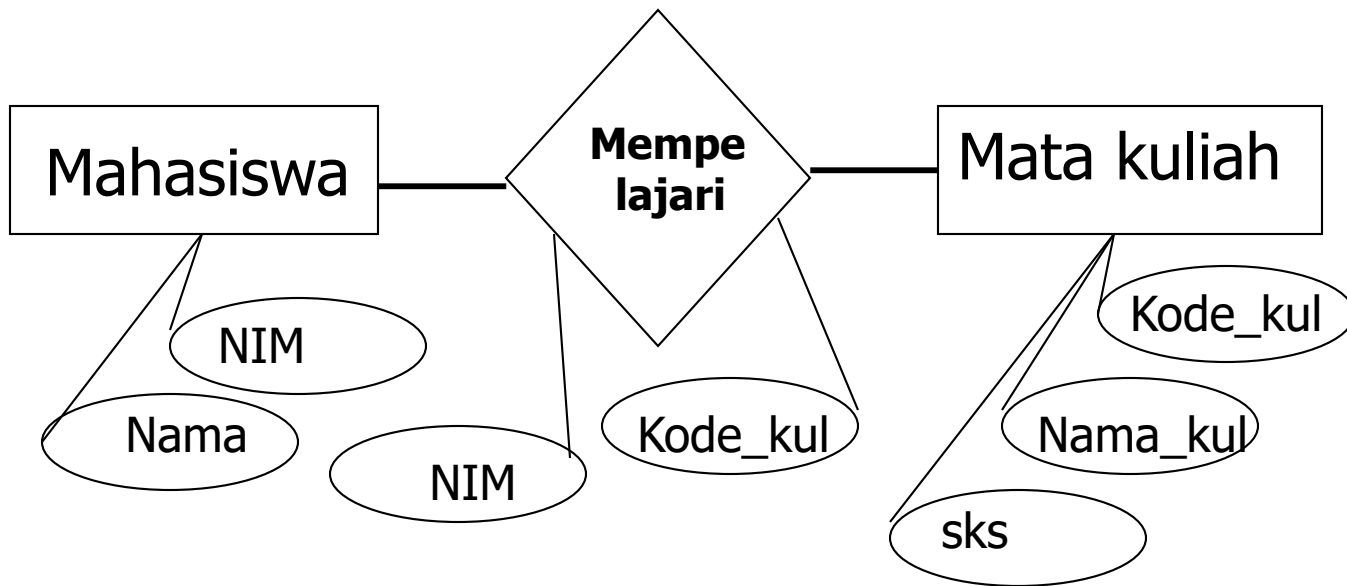 Mahasiswa
Mempe
lajari
Mata kuliah
NIM
Nama
NIM
Kode_kul
Kode_kul
Nama_kul
sks